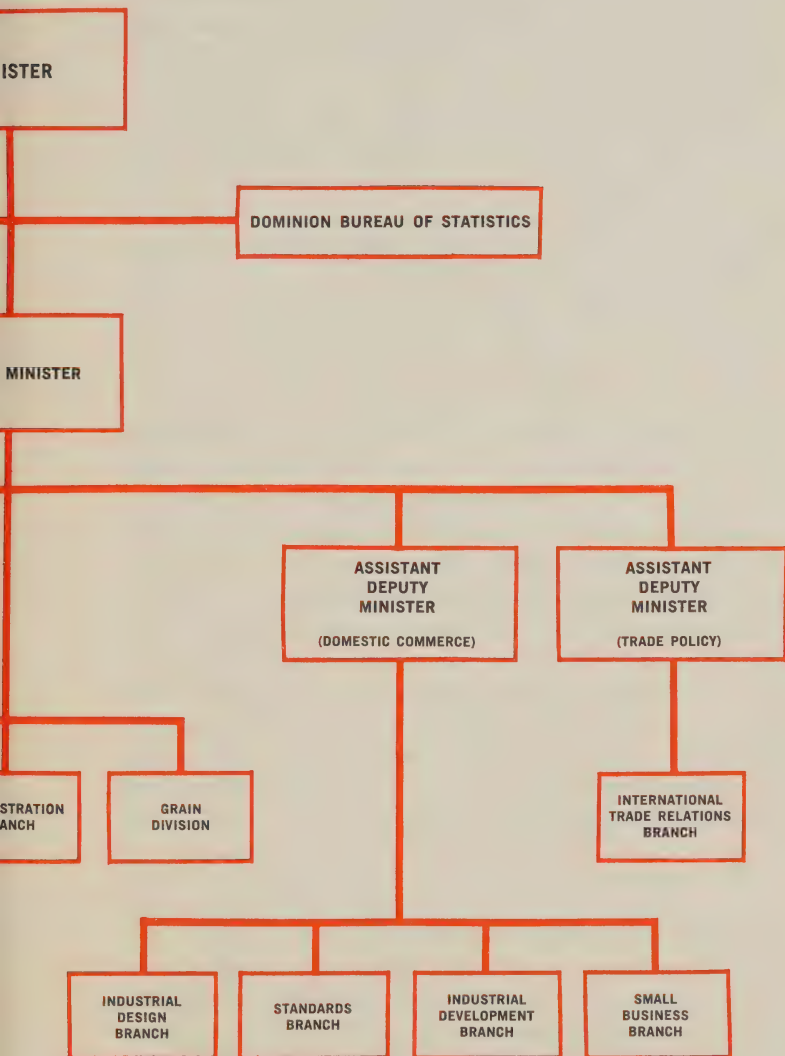 ISTER
DOMINION BUREAU OF STATISTICS
MINISTER
ASSISTANT
DEPUTY
MINISTER
(DOMESTIC COMMERCE)
ASSISTANT
DEPUTY
MINISTER
(TRADE POLICY)
STRATION
ANCH
GRAIN
DIVISION
INTERNATIONAL
TRADE RELATIONS
BRANCH
INDUSTRIAL
DESIGN
BRANCH
STANDARDS
BRANCH
INDUSTRIAL
DEVELOPMENT
BRANCH
SMALL
BUSINESS
BRANCH